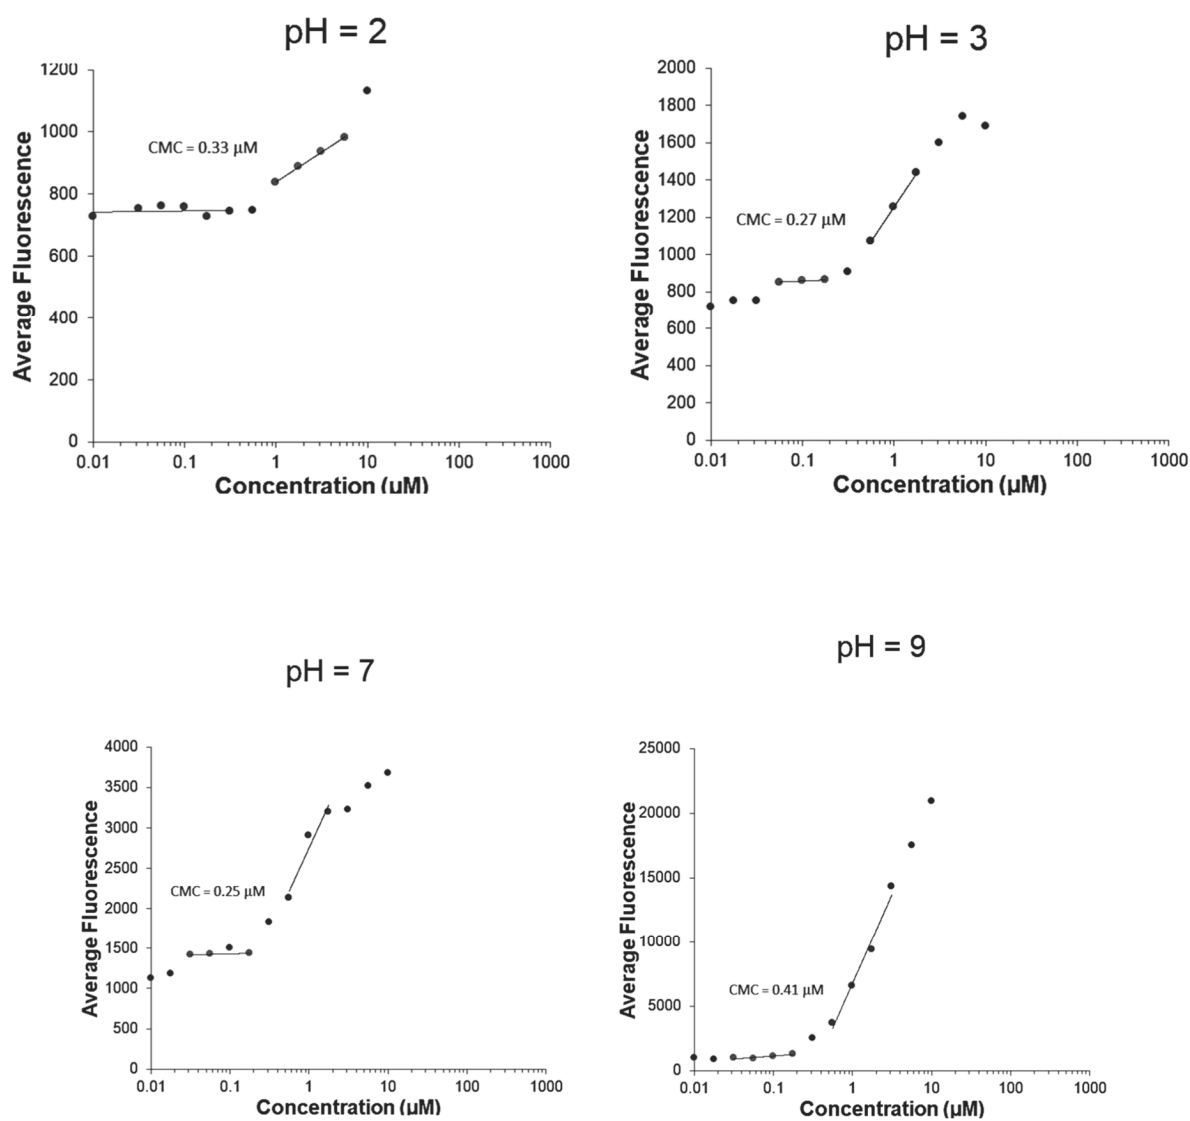 pH = 2
1200
1000
800
600
400
200
0
0.01 0.1 1 10 100 1000
Average Fluorescence
Concentration (µM)
CMC = 0.33 µM
pH = 3
2000
1800
1600
1400
1200
1000
800
600
400
200
0
0.01 0.1 1 10 100 1000
Average Fluorescence
Concentration (µM)
CMC = 0.27 µM
pH = 7
4000
3500
3000
2500
2000
1500
1000
500
0
0.01 0.1 1 10 100 1000
Average Fluorescence
Concentration (µM)
CMC = 0.25 µM
pH = 9
25000
20000
15000
10000
5000
0
0.01 0.1 1 10 100 1000
Average Fluorescence
Concentration (µM)
CMC = 0.41 µM